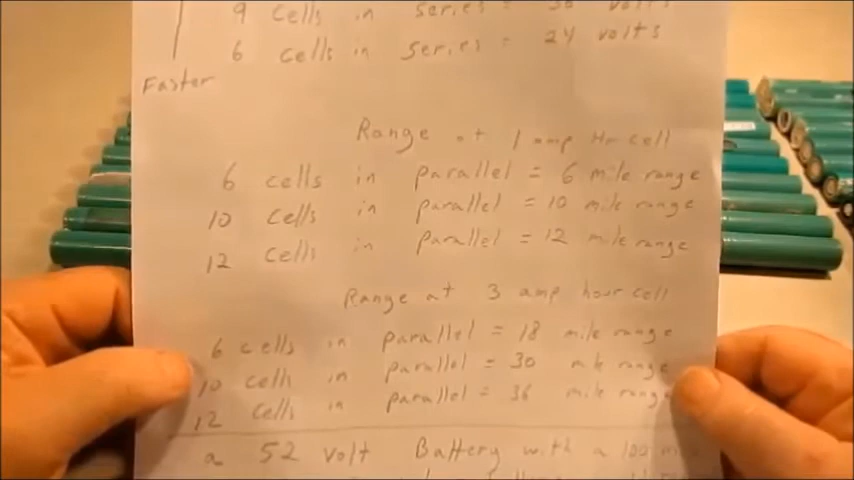 9 cells in series = 36 volts
6 cells in series = 24 volts
Faster
Range at 1 amp Hr cell
6 cells in parallel = 6 mile range
10 cells in parallel = 10 mile range
12 cells in parallel = 12 mile range
Range at 3 amp hour cell
6 cells in parallel = 18 mile range
10 cells in parallel = 30 mile range
12 cells in parallel = 36 mile range
a 52 volt Battery with a 100